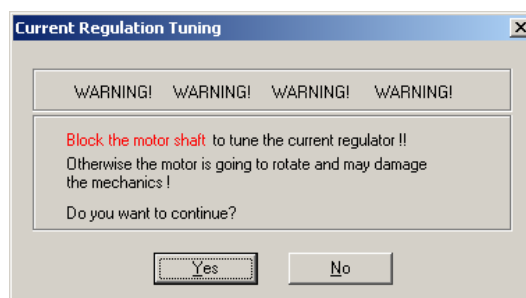 Current Regulation Tuning
WARNING! WARNING! WARNING! WARNING!
Block the motor shaft to tune the current regulator !!
Otherwise the motor is going to rotate and may damage
the mechanics !
Do you want to continue?
Yes No